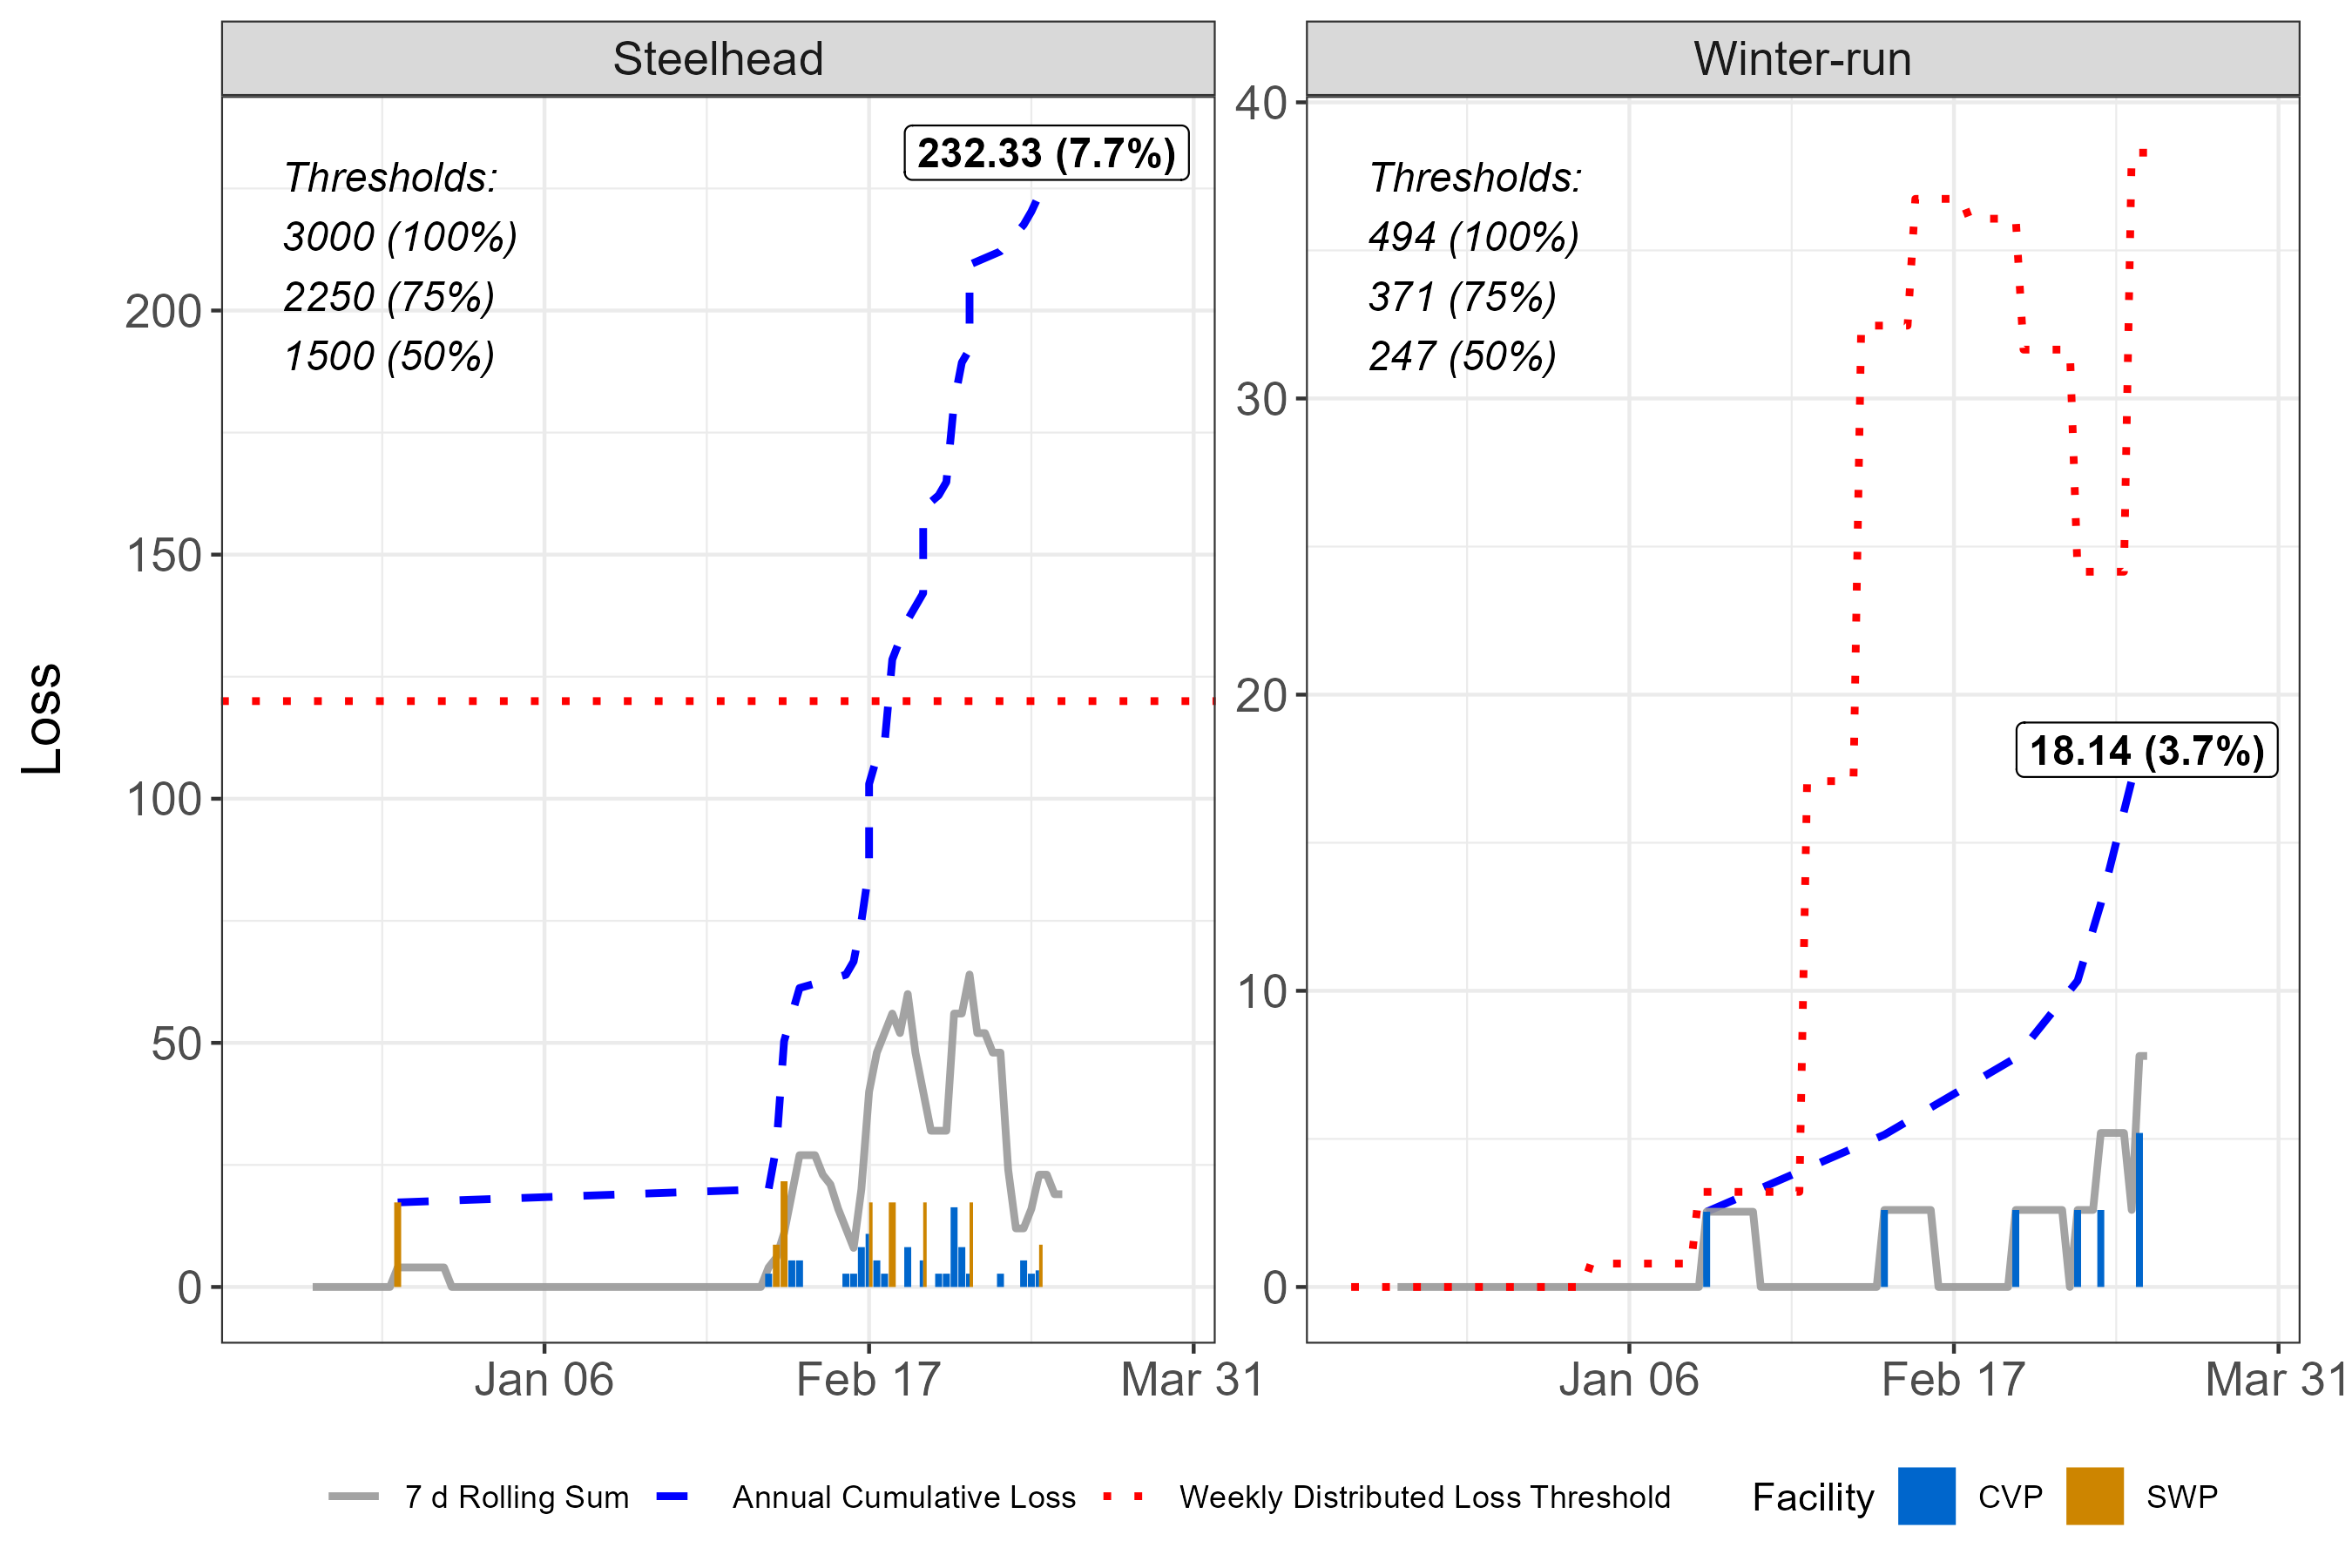 Steelhead
Winter-run
Loss
Thresholds:
3000 (100%)
2250 (75%)
1500 (50%)
232.33 (7.7%)
200
150
100
50
0
Jan 06
Feb 17
Mar 31
Thresholds:
494 (100%)
371 (75%)
247 (50%)
18.14 (3.7%)
40
30
20
10
0
Jan 06
Feb 17
Mar 31
7 d Rolling Sum
Annual Cumulative Loss
Weekly Distributed Loss Threshold
Facility
CVP
SWP